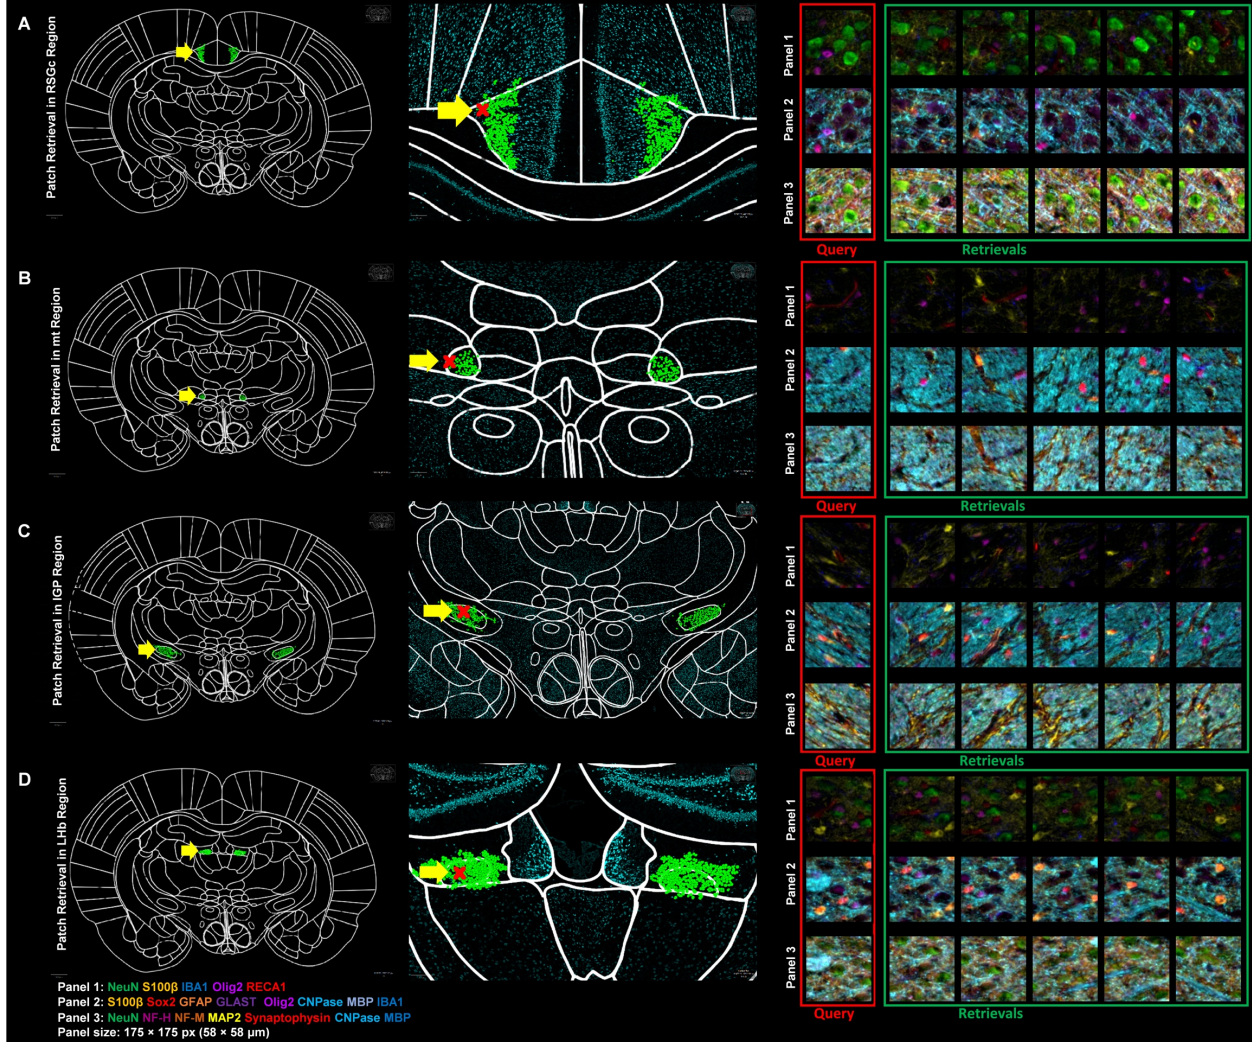 A
Patch Retrieval in RSGc Region
Panel 1
Panel 2
Panel 3
Query
Retrievals
B
Patch Retrieval in mt Region
Panel 1
Panel 2
Panel 3
Query
Retrievals
C
Patch Retrieval in IGP Region
Panel 1
Panel 2
Panel 3
Query
Retrievals
D
Patch Retrieval in LHb Region
Panel 1
Panel 2
Panel 3
Query
Retrievals
Panel 1: NeuN S100β IBA1 Olig2 RECA1
Panel 2: S100β Sox2 GFAP GLAST Olig2 CNPase MBP IBA1
Panel 3: NeuN NF-H NF-M MAP2 Synaptophysin CNPase MBP
Panel size: 175 × 175 px (58 × 58 μm)